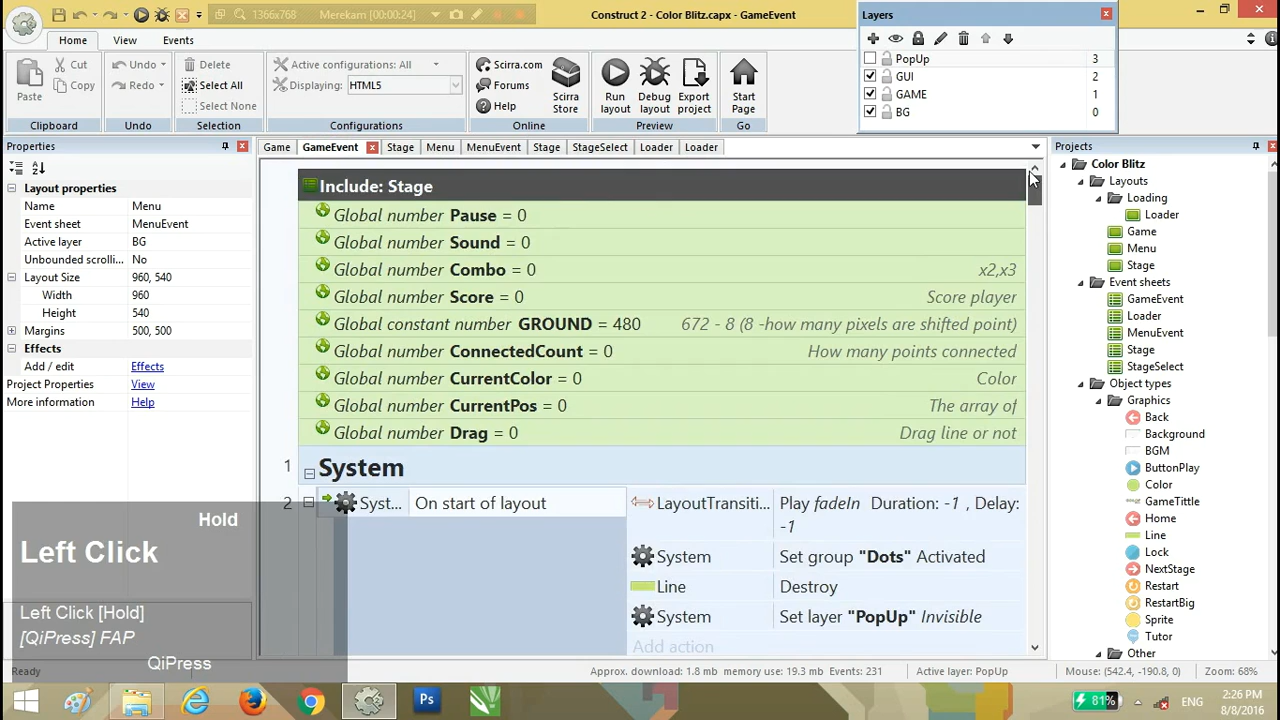 1366x768
Merekam [00:00:24]
Construct 2 - Color Blitz.capx - GameEvent
Layers
Home
View
Events
PopUp 3
GUI 2
GAME 1
BG 0
Paste
Cut
Copy
Clipboard
Undo
Redo
Undo
Delete
Select All
Select None
Selection
Active configurations: All
Displaying: HTML5
Configurations
Scirra.com
Forums
Help
Scirra Store
Online
Run layout
Debug layout
Export project
Preview
Start Page
Go
Properties
Game
GameEvent
Stage
Menu
MenuEvent
Stage
StageSelect
Loader
Loader
Projects
Layout properties
Name Menu
Event sheet MenuEvent
Active layer BG
Unbounded scrolli... No
Layout Size 960, 540
Width 960
Height 540
Margins 500, 500
Effects
Add / edit Effects
Project Properties View
More information Help
Include: Stage
Global number Pause = 0
Global number Sound = 0
Global number Combo = 0 x2,x3
Global number Score = 0 Score player
Global constant number GROUND = 480 672 - 8 (8 -how many pixels are shifted point)
Global number ConnectedCount = 0 How many points connected
Global number CurrentColor = 0 Color
Global number CurrentPos = 0 The array of
Global number Drag = 0 Drag line or not
1 System
2 Syst... On start of layout LayoutTransiti... Play fadeIn Duration: -1 , Delay: -1
System Set group "Dots" Activated
Line Destroy
System Set layer "PopUp" Invisible
Add action
Color Blitz
Layouts
Loading
Loader
Game
Menu
Stage
Event sheets
GameEvent
Loader
MenuEvent
Stage
StageSelect
Object types
Graphics
Back
Background
BGM
ButtonPlay
Color
GameTittle
Home
Line
Lock
NextStage
Restart
RestartBig
Sprite
Tutor
Other
Hold
Left Click
Left Click [Hold]
[QiPress] FAP
QiPress
Ready
Approx. download: 1.8 mb
memory use: 19.3 mb
Events: 231
Active layer: PopUp
Mouse: (542.4, -190.8, 0)
Zoom: 68%
Ps
81%
ENG
2:26 PM
8/8/2016